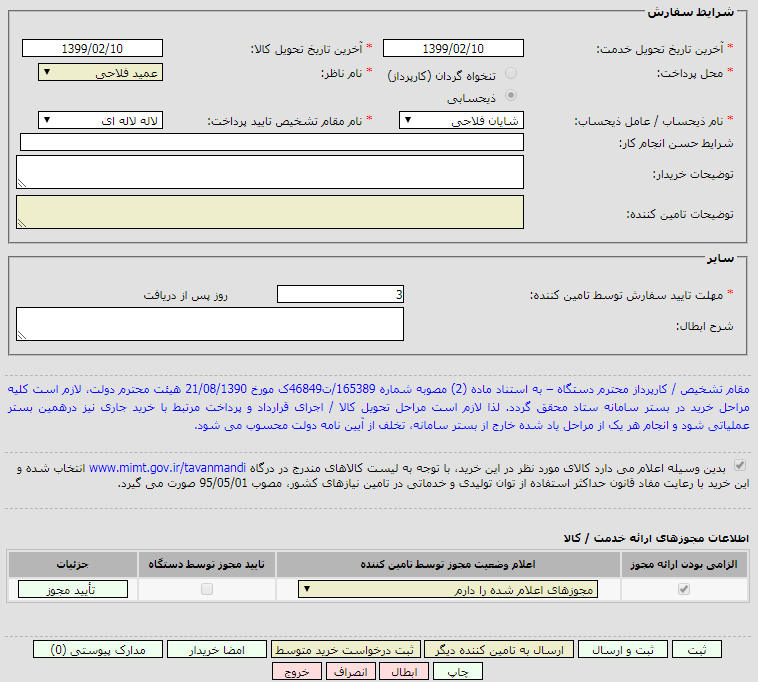 شرایط سفارش
* آخرین تاریخ تحویل خدمت: 1399/02/10 * آخرین تاریخ تحویل کالا: 1399/02/10
* محل پرداخت: تنخواه گردان (کارپرداز) * نام ناظر: عمید فلاحی
ذیحسابی
* نام ذیحساب / عامل ذیحساب: شایان فلاحی * نام مقام تشخیص تایید پرداخت: لاله لاله ای
شرایط حسن انجام کار:
توضیحات خریدار:
توضیحات تامین کننده:
سایر
* مهلت تایید سفارش توسط تامین کننده: 3 روز پس از دریافت
شرح ابطال:
مقام تشخیص / کارپرداز محترم دستگاه – به استناد ماده (2) مصوبه شماره 165389/ت46849ک مورخ 21/08/1390 هیئت محترم دولت، لازم است کلیه
مراحل خرید در بستر سامانه ستاد محقق گردد. لذا لازم است مراحل تحویل کالا / اجرای قرارداد و پرداخت مرتبط با خرید جاری نیز درهمین بستر
عملیاتی شود و انجام هر یک از مراحل یاد شده خارج از بستر سامانه، تخلف از آیین نامه دولت محسوب می شود.
بدین وسیله اعلام می دارد کالای مورد نظر در این خرید، با توجه به لیست کالاهای مندرج در درگاه www.mimt.gov.ir/tavanmandi انتخاب شده و
این خرید با رعایت مفاد قانون حداکثر استفاده از توان تولیدی و خدماتی در تامین نیازهای کشور، مصوب 95/05/01 صورت می گیرد.
اطلاعات مجوزهای ارائه خدمت / کالا
الزامی بودن ارائه مجوز اعلام وضعیت مجوز توسط تامین کننده تایید مجوز توسط دستگاه جزئیات
مجوزهای اعلام شده را دارم تأیید مجوز
ثبت ثبت و ارسال ارسال به تامین کننده دیگر ثبت درخواست خرید متوسط امضا خریدار مدارک پیوستی (0)
چاپ ابطال انصراف خروج